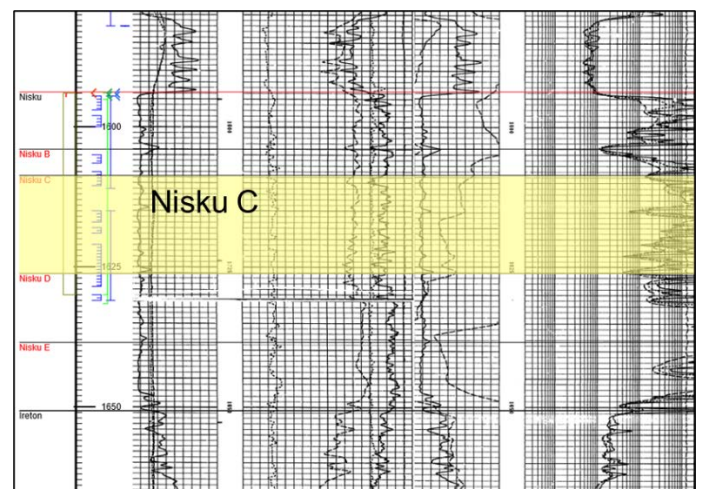 Nisku
1600
Nisku B
Nisku C
Nisku C
1625
Nisku D
Nisku E
1650
Ireton